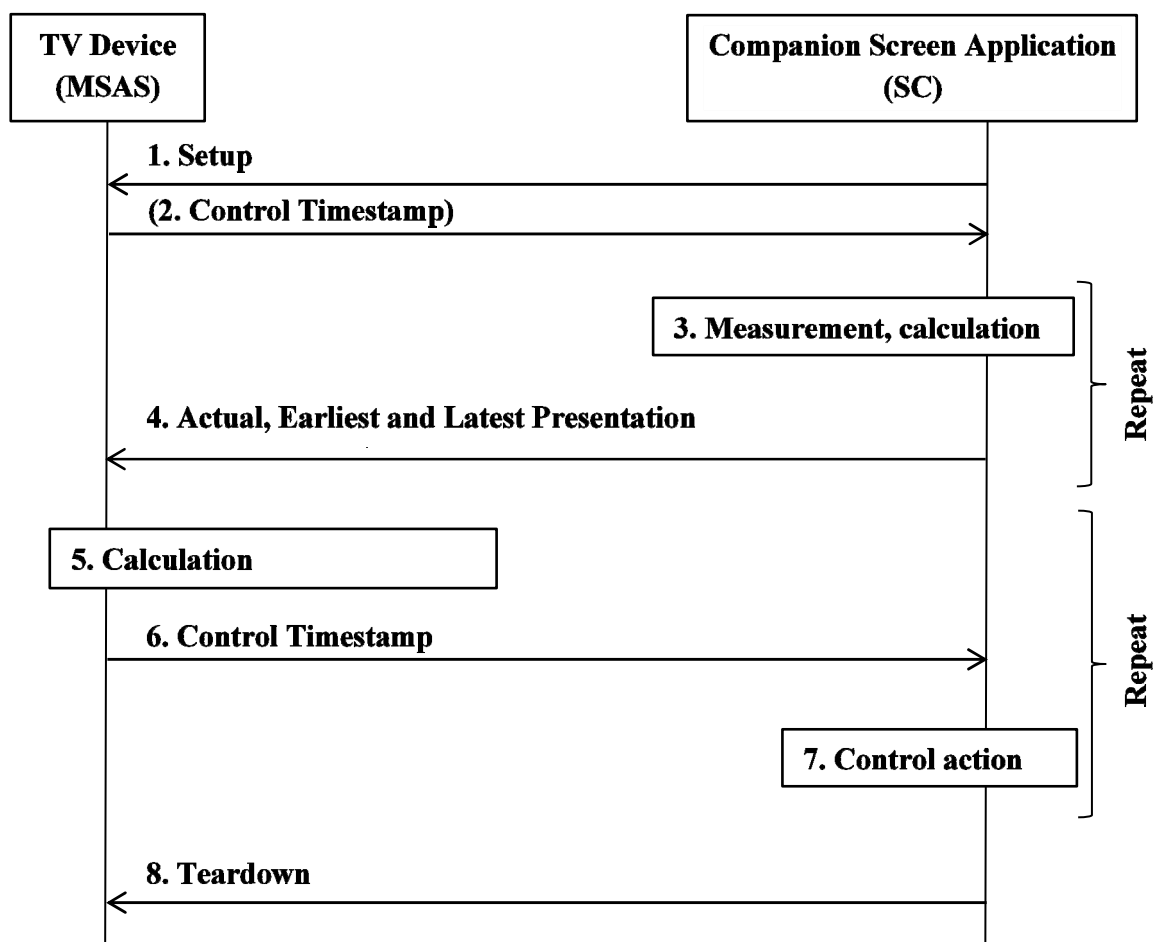 TV Device
(MSAS)
Companion Screen Application
(SC)
1. Setup
(2. Control Timestamp)
3. Measurement, calculation
Repeat
4. Actual, Earliest and Latest Presentation
5. Calculation
6. Control Timestamp
Repeat
7. Control action
8. Teardown